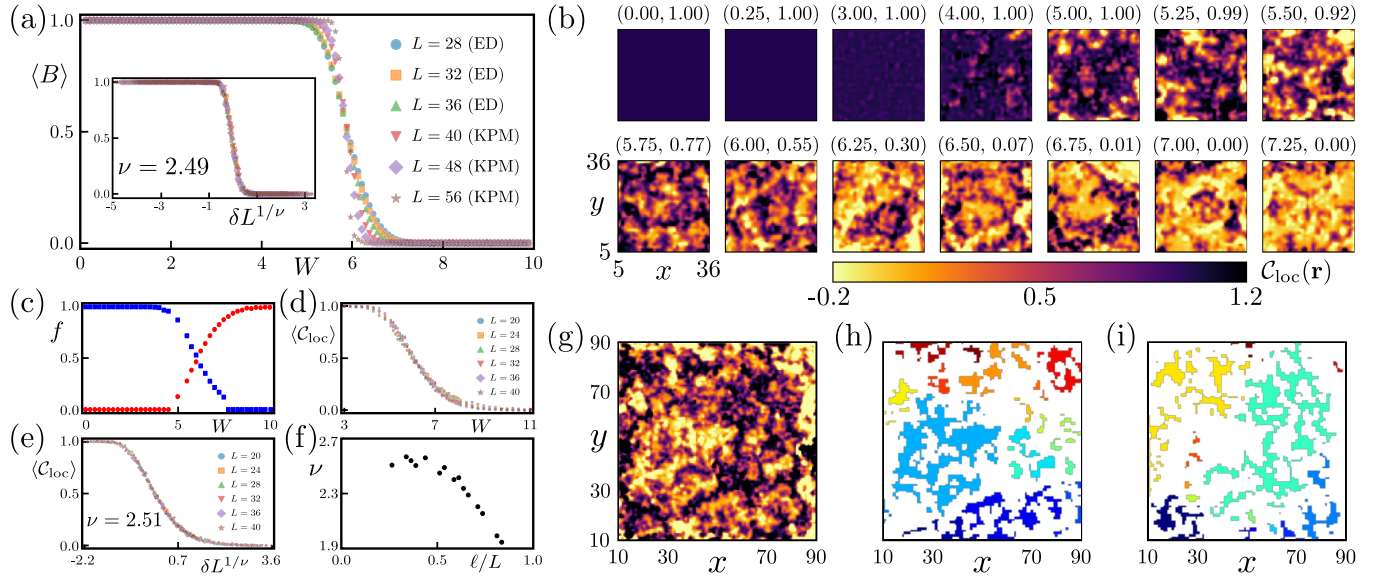 (a)
1.0
⟨B⟩
0.5
0.0
0 2 4 W 6 8 10
L = 28 (ED)
L = 32 (ED)
L = 36 (ED)
L = 40 (KPM)
L = 48 (KPM)
L = 56 (KPM)
1.0
0.5
0.0
ν = 2.49
-5 -3 -1 1 3
δL^{1/ν}
(b)
(0.00, 1.00) (0.25, 1.00) (3.00, 1.00) (4.00, 1.00) (5.00, 1.00) (5.25, 0.99) (5.50, 0.92)
(5.75, 0.77) (6.00, 0.55) (6.25, 0.30) (6.50, 0.07) (6.75, 0.01) (7.00, 0.00) (7.25, 0.00)
36
y
5
5 x 36
-0.2 0.5 1.2
𝒞_loc(r)
(c)
1.0
f
0.5
0.0
0 5 W 10
(d)
1.0
⟨𝒞_loc⟩
0.5
0.0
3 7 W 11
L = 20
L = 24
L = 28
L = 32
L = 36
L = 40
(e)
1.0
⟨𝒞_loc⟩
0.5
0.0
ν = 2.51
-2.2 0.7 δL^{1/ν} 3.6
L = 20
L = 24
L = 28
L = 32
L = 36
L = 40
(f)
2.7
ν
2.3
1.9
0.0 0.5 ℓ/L 1.0
(g)
90
70
y
50
30
10
10 30 50 70 90
x
(h)
10 30 50 70 90
x
(i)
10 30 50 70 90
x